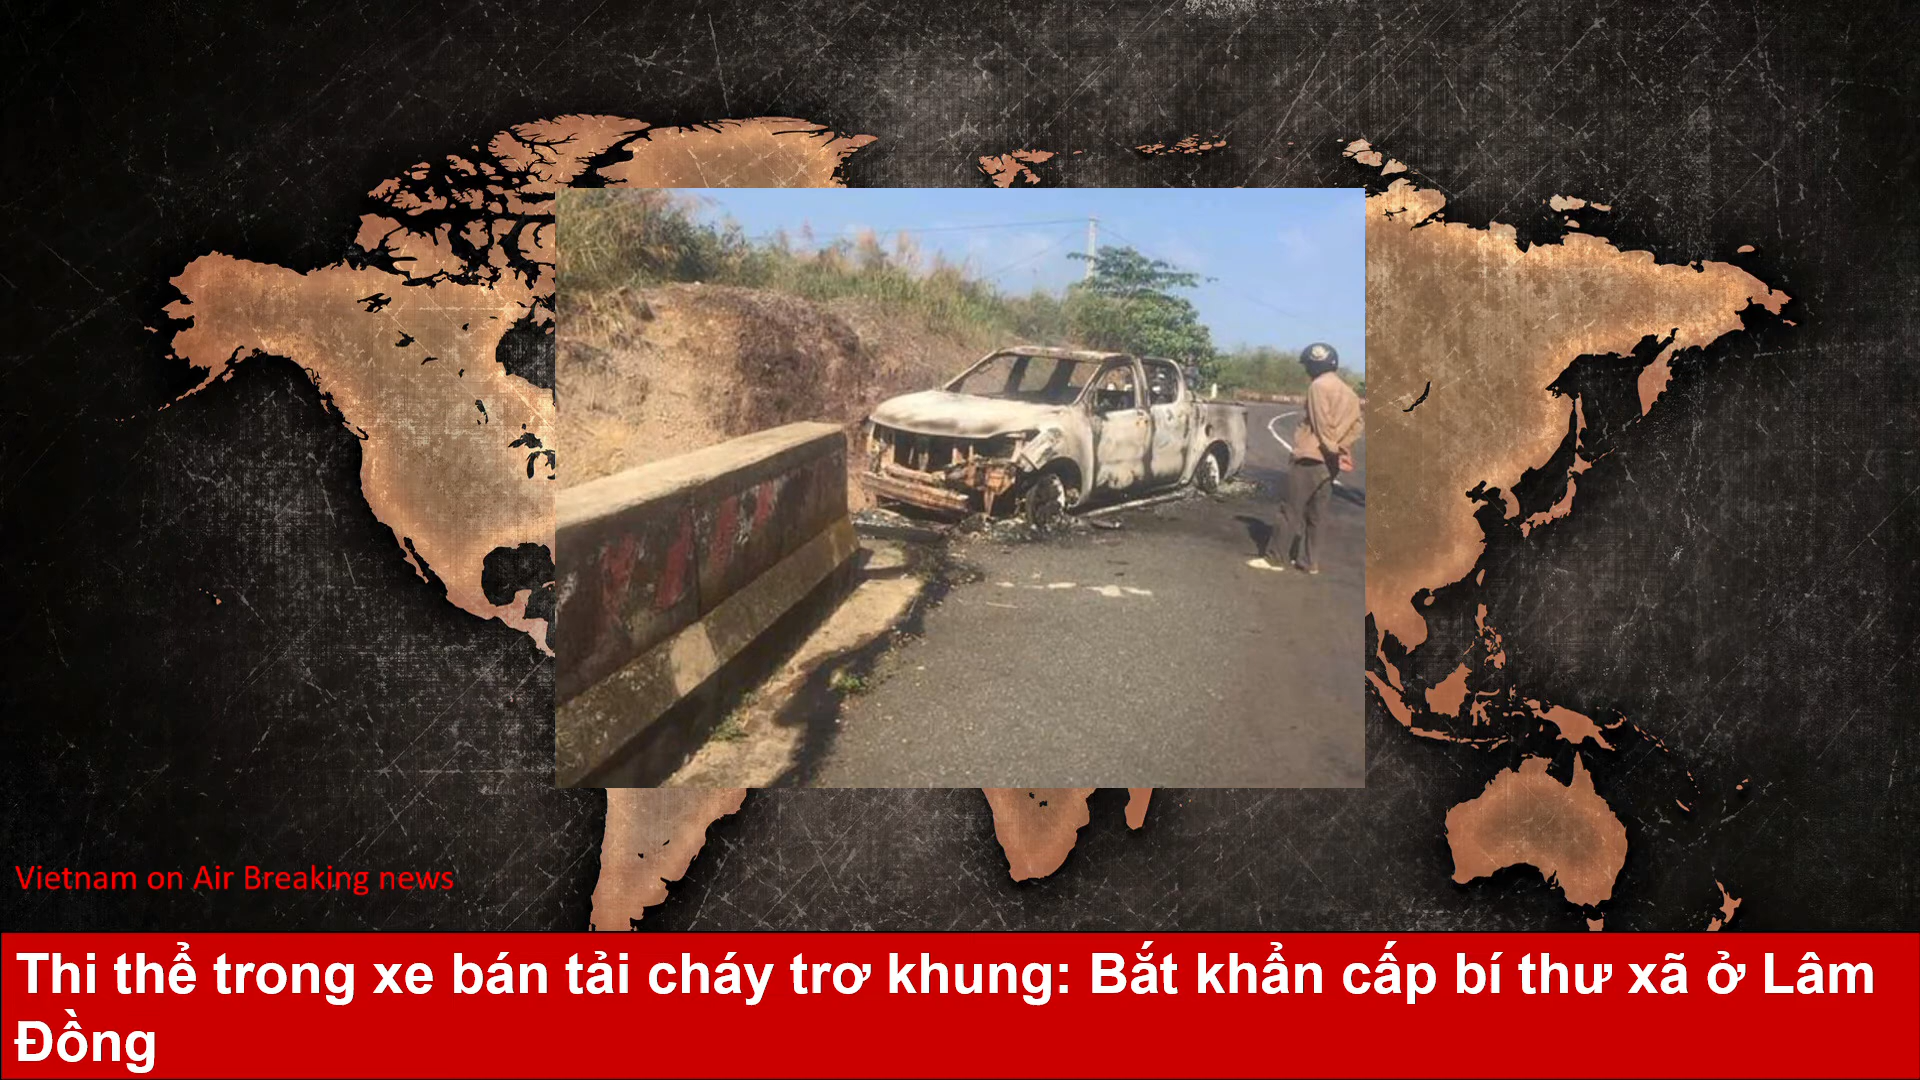 Vietnam on Air Breaking news
Thi thể trong xe bán tải cháy trơ khung: Bắt khẩn cấp bí thư xã ở Lâm
Đồng